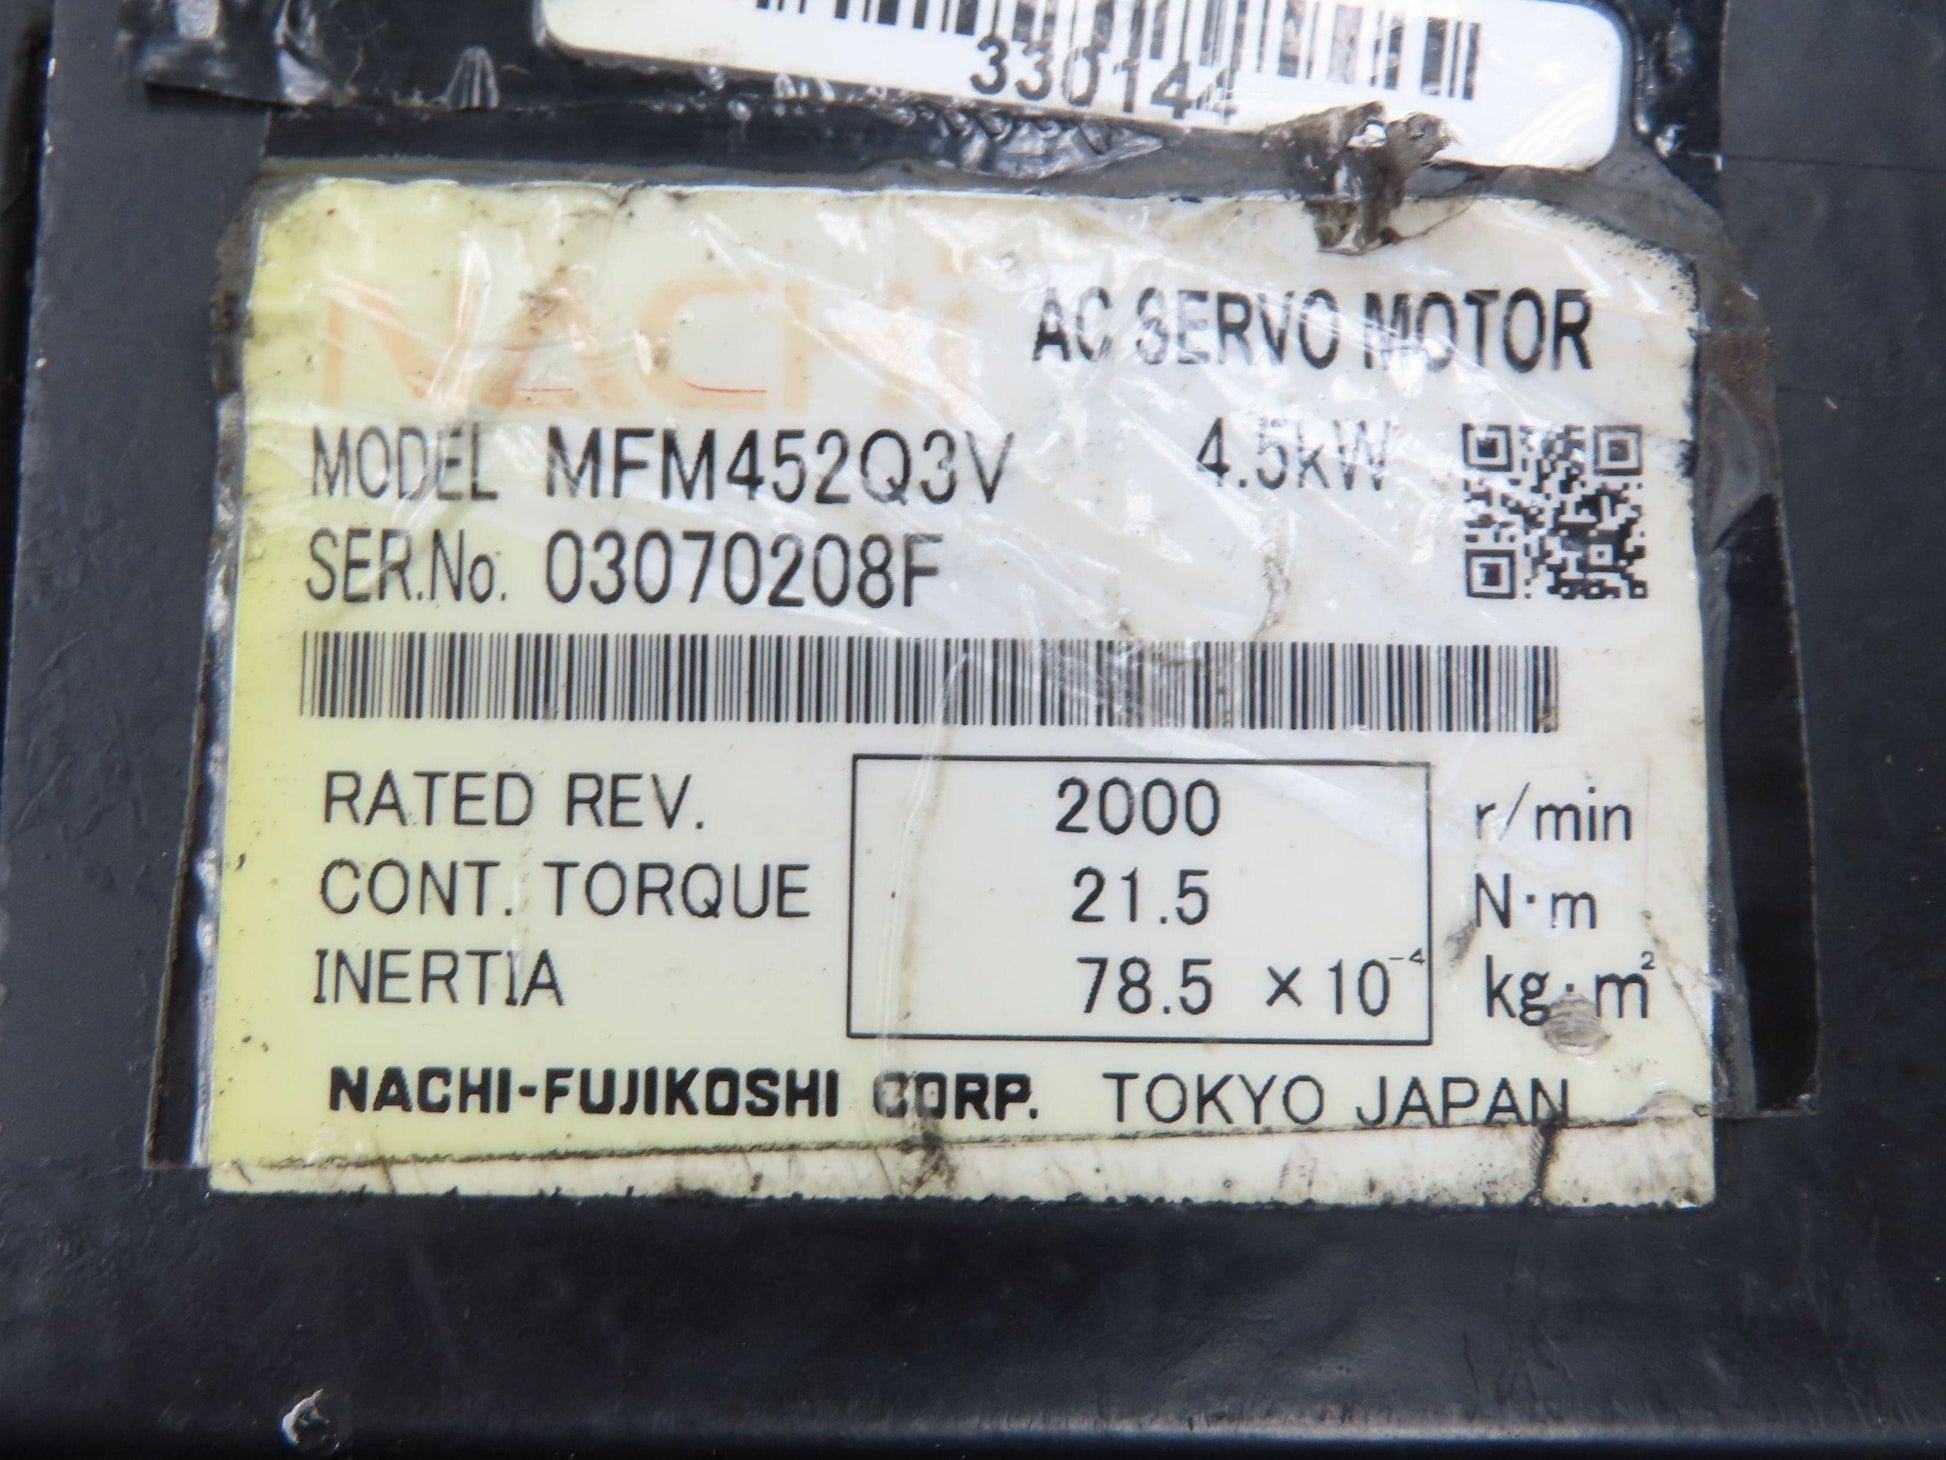 330144
NACHI AC SERVO MOTOR
MODEL MFM452Q3V 4.5kW
SER.No. 03070208F
RATED REV. 2000 r/min
CONT. TORQUE 21.5 N·m
INERTIA 78.5 ×10⁻⁴ kg·m²
NACHI-FUJIKOSHI CORP. TOKYO JAPAN